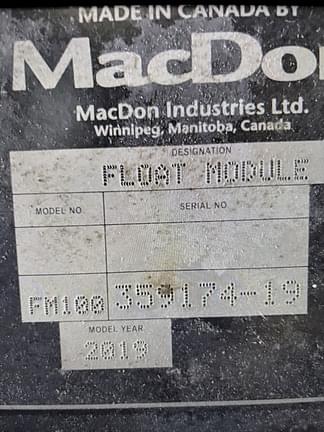 MADE IN CANADA BY
MacDo
MacDon Industries Ltd.
Winnipeg, Manitoba, Canada
DESIGNATION
FLOAT MODULE
MODEL NO. SERIAL NO
FM100 359174-19
MODEL YEAR
2019